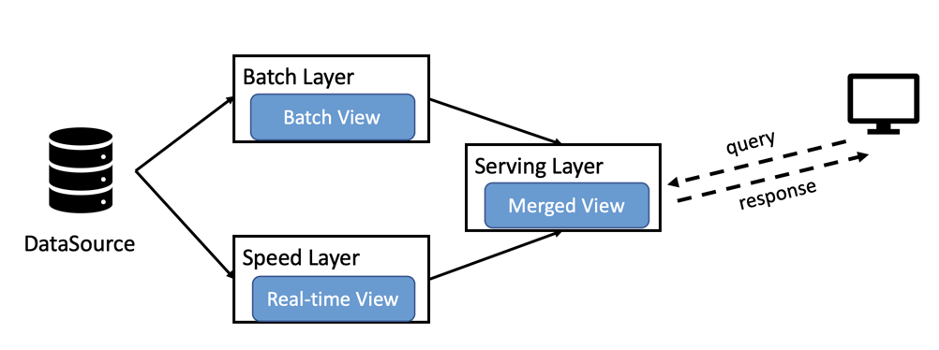 Batch Layer
Batch View
DataSource
Speed Layer
Real-time View
Serving Layer
Merged View
query
response